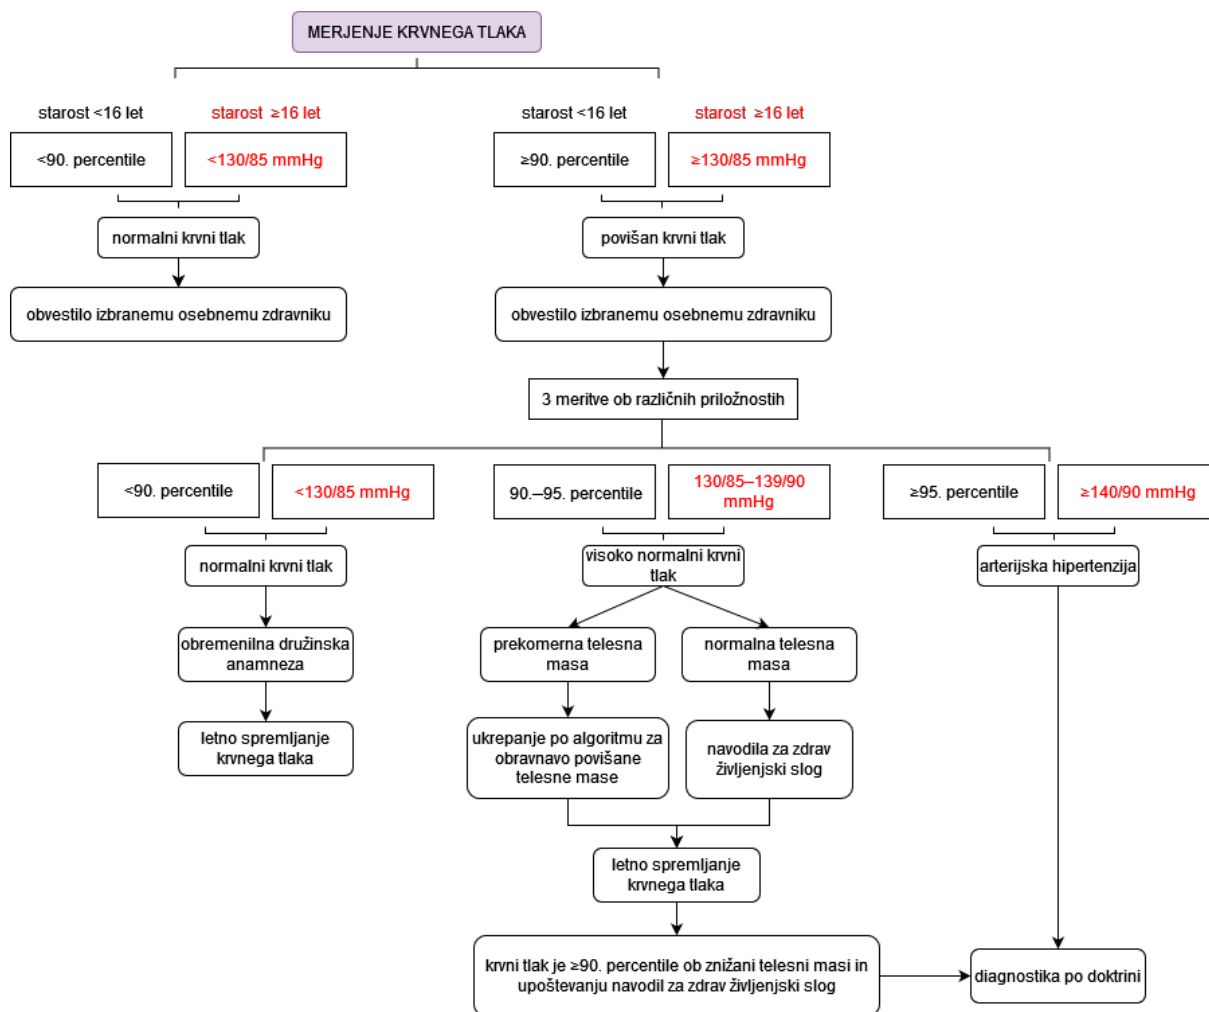 MERJENJE KRVNEGA TLAKA
starost <16 let
starost ≥16 let
starost <16 let
starost ≥16 let
<90. percentile
<130/85 mmHg
≥90. percentile
≥130/85 mmHg
normalni krvni tlak
povišan krvni tlak
obvestilo izbranemu osebnemu zdravniku
obvestilo izbranemu osebnemu zdravniku
3 meritve ob različnih priložnostih
<90. percentile
<130/85 mmHg
90.–95. percentile
130/85–139/90
mmHg
≥95. percentile
≥140/90 mmHg
normalni krvni tlak
visoko normalni krvni
tlak
arterijska hipertenzija
obremenilna družinska
anamneza
prekomerna telesna
masa
normalna telesna
masa
letno spremljanje
krvnega tlaka
ukrepanje po algoritmu za
obravnavo povišane
telesne mase
navodila za zdrav
življenjski slog
letno spremljanje
krvnega tlaka
krvni tlak je ≥90. percentile ob znižani telesni masi in
upoštevanju navodil za zdrav življenjski slog
diagnostika po doktrini